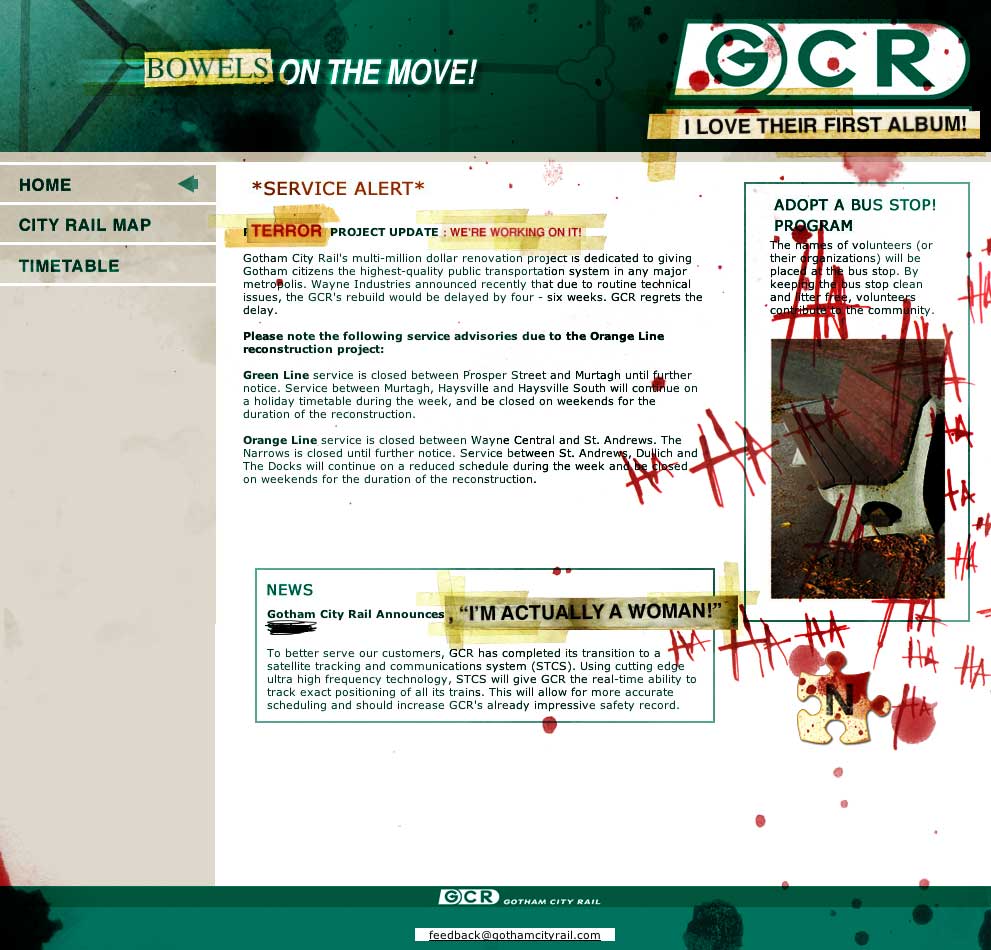 BOWELS ON THE MOVE!
GCR
I LOVE THEIR FIRST ALBUM!
HOME
CITY RAIL MAP
TIMETABLE
*SERVICE ALERT*
TERROR PROJECT UPDATE : WE'RE WORKING ON IT!
Gotham City Rail's multi-million dollar renovation project is dedicated to giving
Gotham citizens the highest-quality public transportation system in any major
metropolis. Wayne Industries announced recently that due to routine technical
issues, the GCR's rebuild would be delayed by four - six weeks. GCR regrets the
delay.
Please note the following service advisories due to the Orange Line
reconstruction project:
Green Line service is closed between Prosper Street and Murtagh until further
notice. Service between Murtagh, Haysville and Haysville South will continue on
a holiday timetable during the week, and be closed on weekends for the
duration of the reconstruction.
Orange Line service is closed between Wayne Central and St. Andrews. The
Narrows is closed until further notice. Service between St. Andrews, Dullich and
The Docks will continue on a reduced schedule during the week and be closed
on weekends for the duration of the reconstruction.
ADOPT A BUS STOP!
PROGRAM
The names of volunteers (or
their organizations) will be
placed at the bus stop. By
keeping the bus stop clean
and litter free, volunteers
contribute to the community.
HA
HA
HA
HA
HA
HA
HA
HA
HA
HA
HA
HA
HA
HA
NEWS
Gotham City Rail Announces, "I'M ACTUALLY A WOMAN!"
To better serve our customers, GCR has completed its transition to a
satellite tracking and communications system (STCS). Using cutting edge
ultra high frequency technology, STCS will give GCR the real-time ability to
track exact positioning of all its trains. This will allow for more accurate
scheduling and should increase GCR's already impressive safety record.
N
GCR GOTHAM CITY RAIL
feedback@gothamcityrail.com